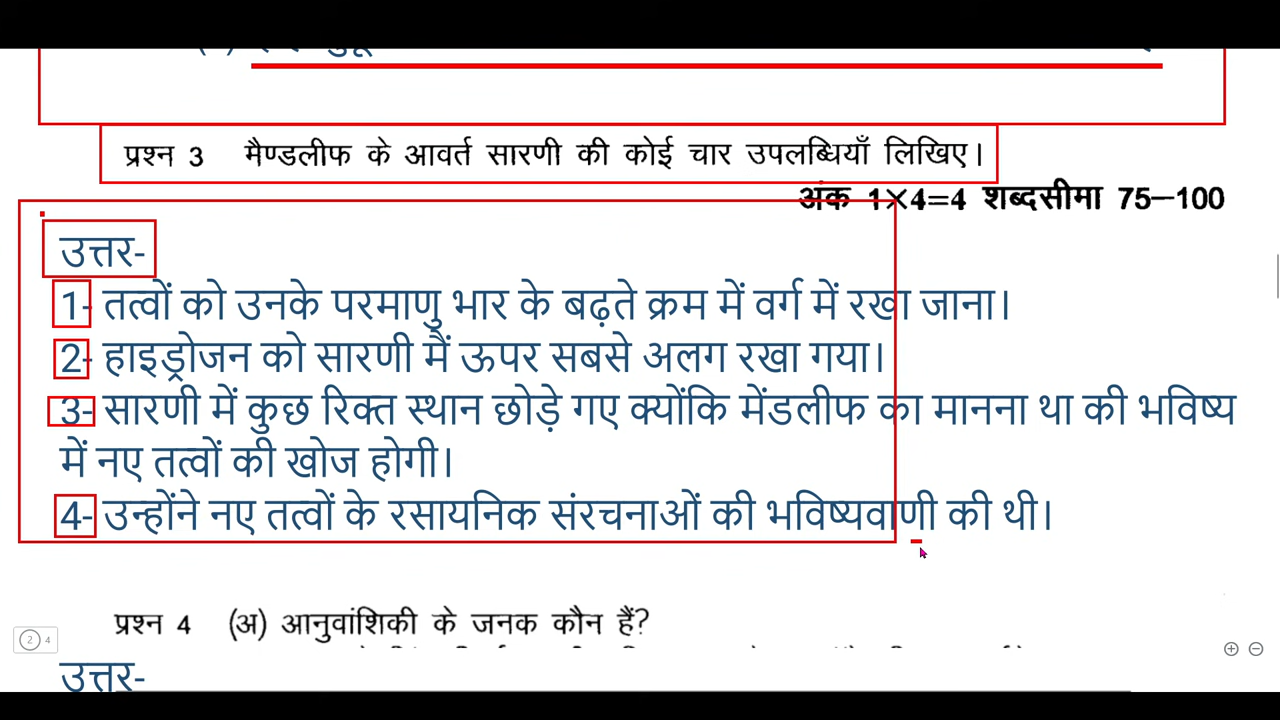 प्रश्न 3 मैण्डलीफ के आवर्त सारणी की कोई चार उपलब्धियाँ लिखिए।
अंक 1×4=4 शब्दसीमा 75–100
उत्तर-
1- तत्वों को उनके परमाणु भार के बढ़ते क्रम में वर्ग में रखा जाना।
2- हाइड्रोजन को सारणी में ऊपर सबसे अलग रखा गया।
3- सारणी में कुछ रिक्त स्थान छोड़े गए क्योंकि मेंडलीफ का मानना था की भविष्य
में नए तत्वों की खोज होगी।
4- उन्होंने नए तत्वों के रसायनिक संरचनाओं की भविष्यवाणी की थी।
प्रश्न 4 (अ) आनुवांशिकी के जनक कौन हैं?
2 4
उत्तर-